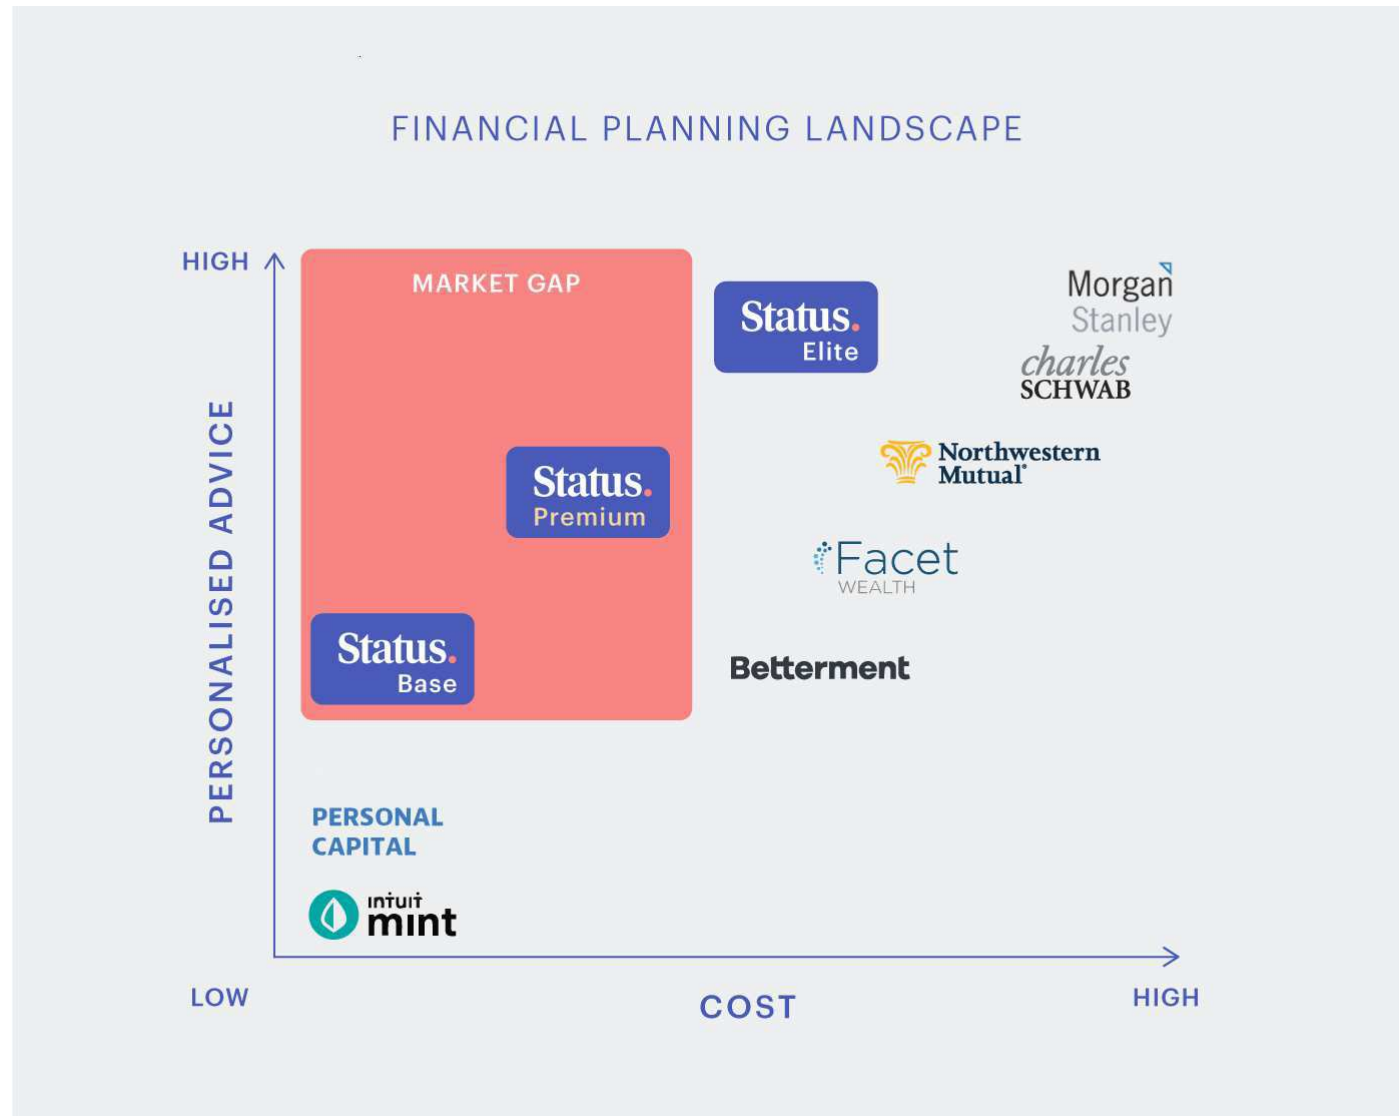 FINANCIAL PLANNING LANDSCAPE
HIGH
MARKET GAP
Status.
Elite
Morgan
Stanley
charles
SCHWAB
Status.
Premium
Northwestern
Mutual®
Facet
WEALTH
Status.
Base
Betterment
PERSONALISED ADVICE
PERSONAL
CAPITAL
intuit
mint
LOW
COST
HIGH